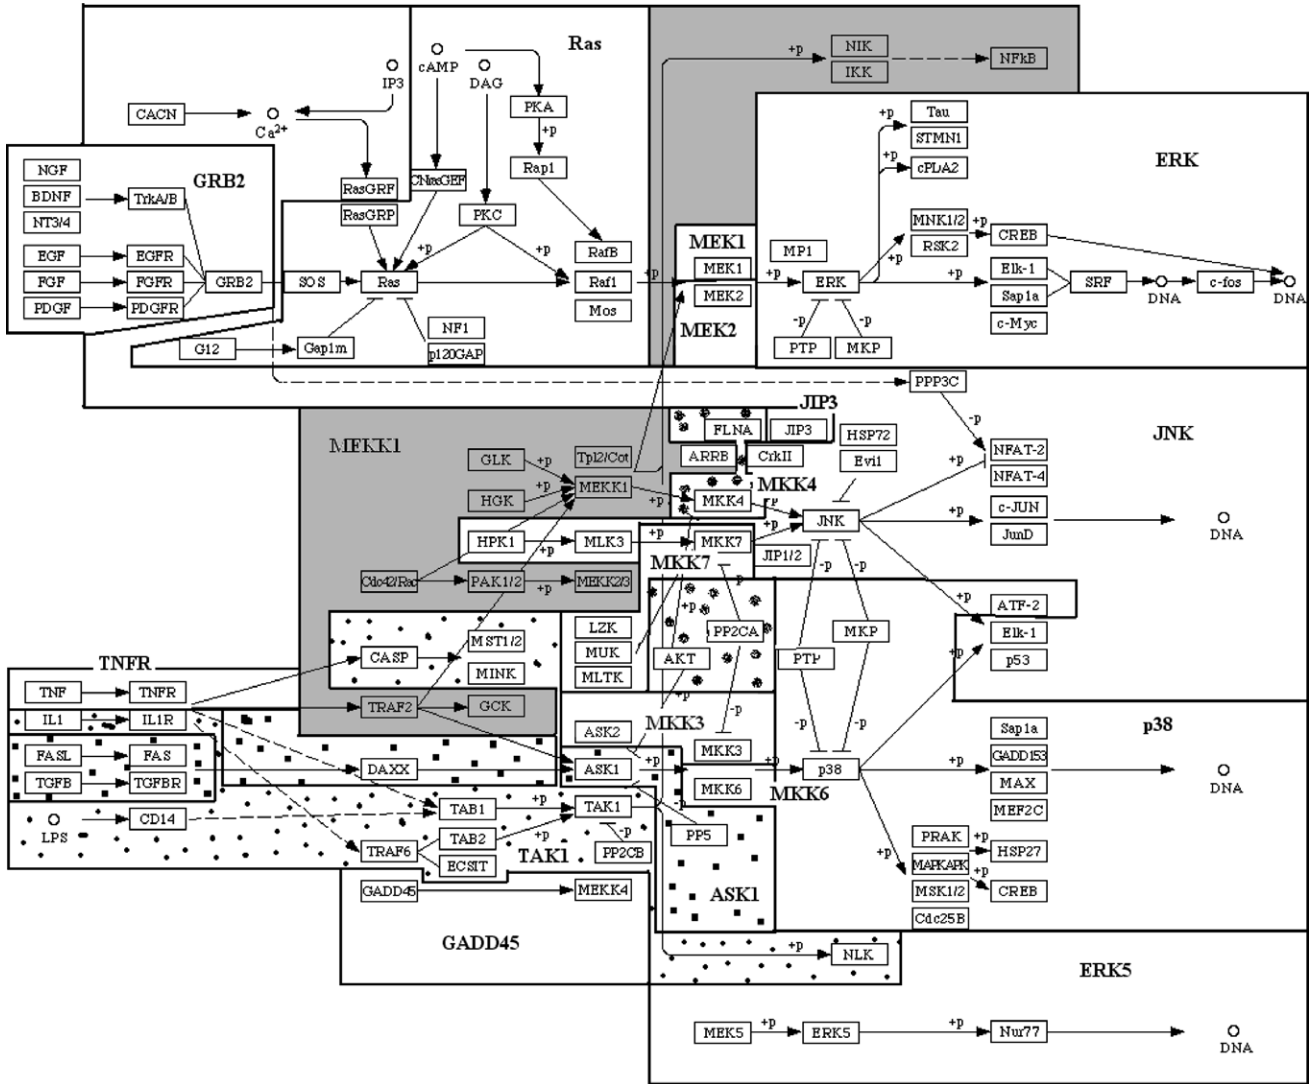 Ras
+p
NIK
IKK
NFkB
IP3
cAMP
DAG
CACN
Ca2+
PKA
+p
Rap1
+p
Tau
STMN1
cPLA2
+p
ERK
NGF
BDNF
NT3/4
TrkA/B
GRB2
RasGRF
RasGRP
CNrasGEF
PKC
+p
+p
RafB
MEK1
MNK1/2
RSK2
+p
CREB
+p
EGF
EGFR
FGF
FGFR
PDGF
PDGFR
GRB2
SOS
Ras
Raf1
Mos
+p
MEK1
MEK2
+p
MP1
ERK
+p
Elk-1
Sap1a
c-Myc
SRF
DNA
c-fos
DNA
MEK2
-p
-p
PTP
MKP
G12
Gap1m
NF1
p120GAP
PPP3C
-p
JIP3
JNK
MEKK1
FLNA
JIP3
HSP72
Evi1
NFAT-2
NFAT-4
+p
GLK
+p
Tpl2/Cot
ARRB
CrkII
MKK4
HGK
+p
MEKK1
+p
MKK4
+p
JNK
+p
c-JUN
JunD
DNA
HPK1
+p
MLK3
+p
MKK7
+p
MKK7
JIP1/2
Cdc42/Rac
PAK1/2
+p
MEKK2/3
-p
-p
-p
+p
ATF-2
Elk-1
p53
+p
LZK
MUK
MLTK
+p
PP2CA
AKT
PTP
MKP
CASP
MST1/2
MINK
TNFR
TNF
TNFR
TRAF2
GCK
IL1
IL1R
MKK3
ASK2
-p
MKK3
-p
-p
p38
Sap1a
GADD153
MAX
MEF2C
FASL
FAS
TGFB
TGFBR
DAXX
ASK1
+p
MKK6
+p
p38
+p
MKK6
DNA
LPS
CD14
TAB1
+p
TAK1
-p
PP5
TRAF6
TAB2
ECSIT
+p
-p
PP2CB
TAK1
+p
PRAK
MAPKAPK
MSK1/2
Cdc25B
+p
HSP27
+p
CREB
GADD45
MEKK4
ASK1
GADD45
+p
NLK
ERK5
MEK5
+p
ERK5
+p
Nur77
DNA